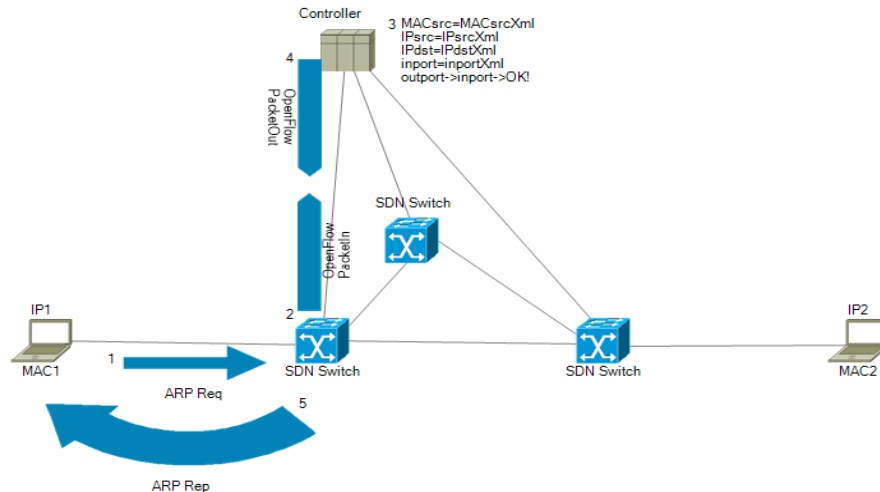 Controller
3
MACsrc=MACsrcXml
IPsrc=IPsrcXml
IPdst=IPdstXml
inport=inportXml
outport->inport->OK!
4
OpenFlow
PacketOut
SDN Switch
OpenFlow
PacketIn
2
IP1
IP2
1
MAC1
SDN Switch
SDN Switch
MAC2
ARP Req
5
ARP Rep